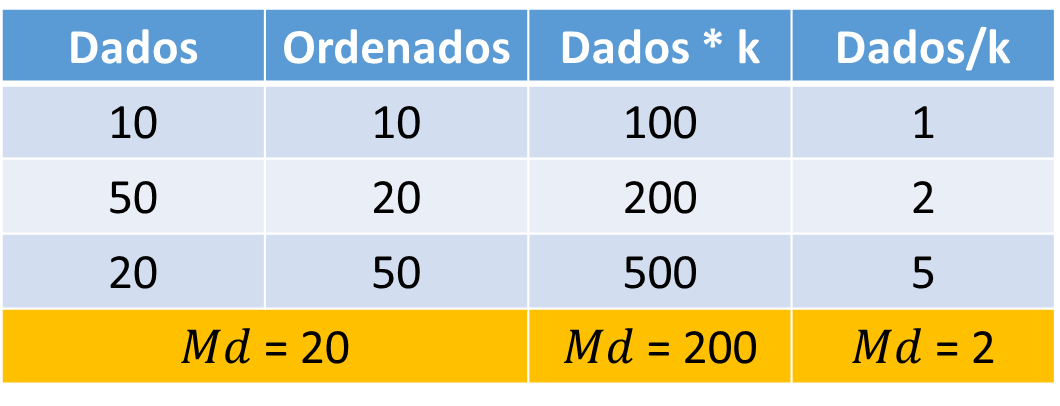 Dados Ordenados Dados * k Dados/k
10 10 100 1
50 20 200 2
20 50 500 5
Md = 20 Md = 200 Md = 2